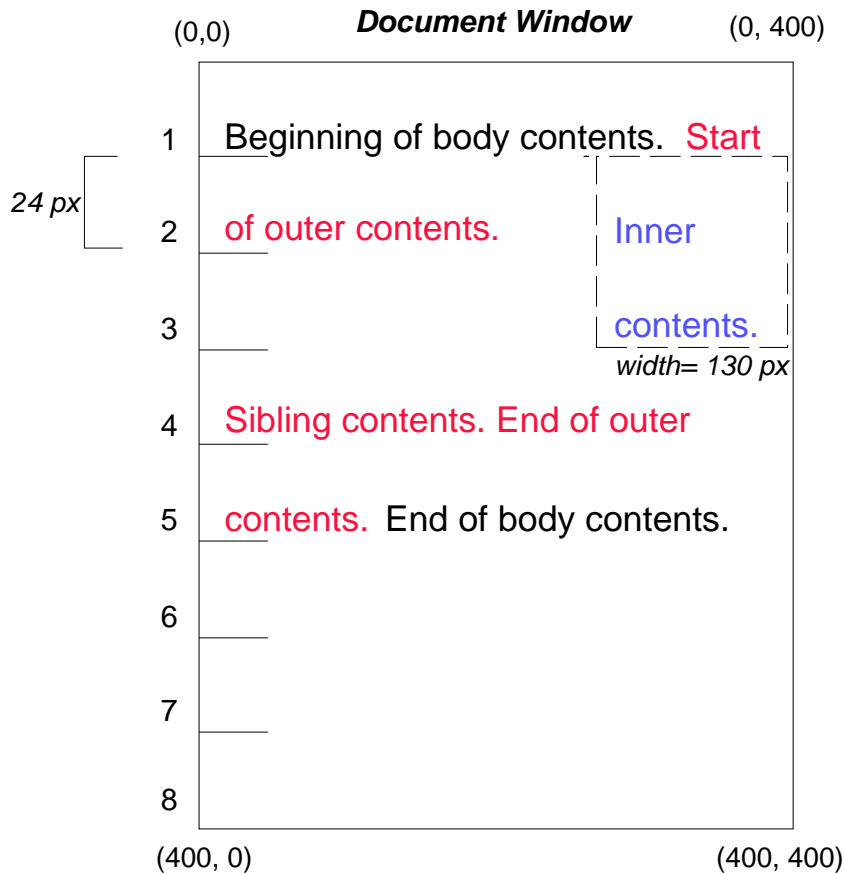 Document Window
(0,0) (0, 400)
1 Beginning of body contents. Start
24 px
2 of outer contents. Inner
3 contents.
width= 130 px
4 Sibling contents. End of outer
5 contents. End of body contents.
6
7
8
(400, 0) (400, 400)